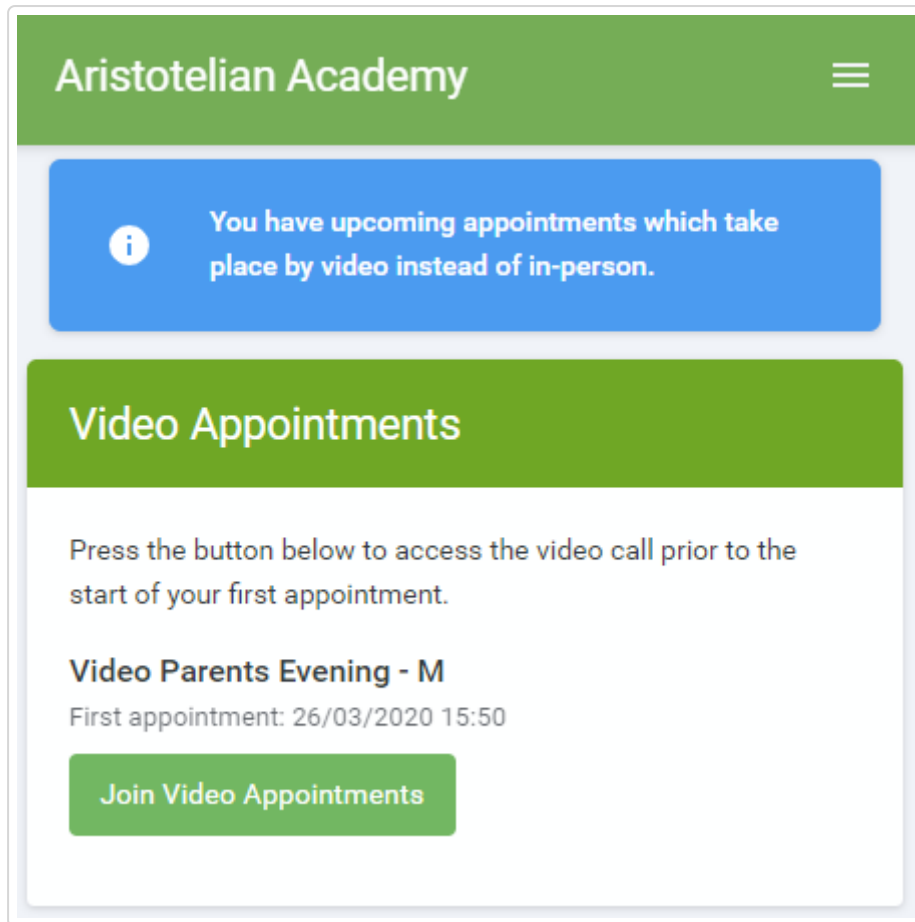 Aristotelian Academy
You have upcoming appointments which take
place by video instead of in-person.
Video Appointments
Press the button below to access the video call prior to the
start of your first appointment.
Video Parents Evening - M
First appointment: 26/03/2020 15:50
Join Video Appointments